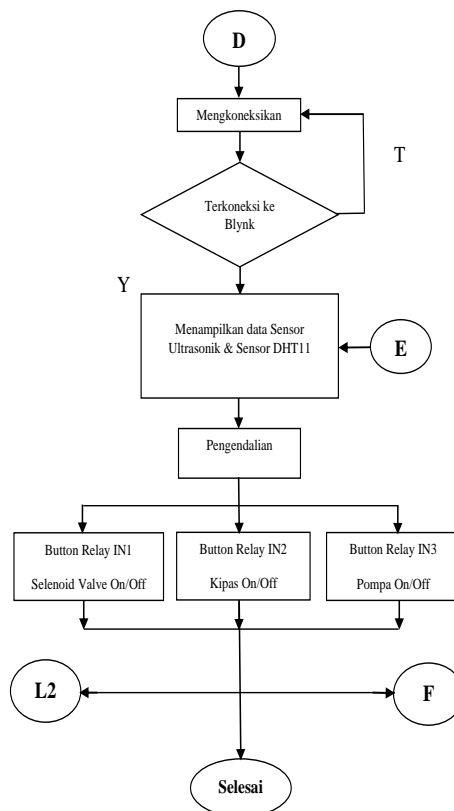 D
Mengkoneksikan
T
Terkoneksi ke
Blynk
Y
Menampilkan data Sensor
Ultrasonik & Sensor DHT11
E
Pengendalian
Button Relay IN1
Selenoid Valve On/Off
Button Relay IN2
Kipas On/Off
Button Relay IN3
Pompa On/Off
L2
F
Selesai